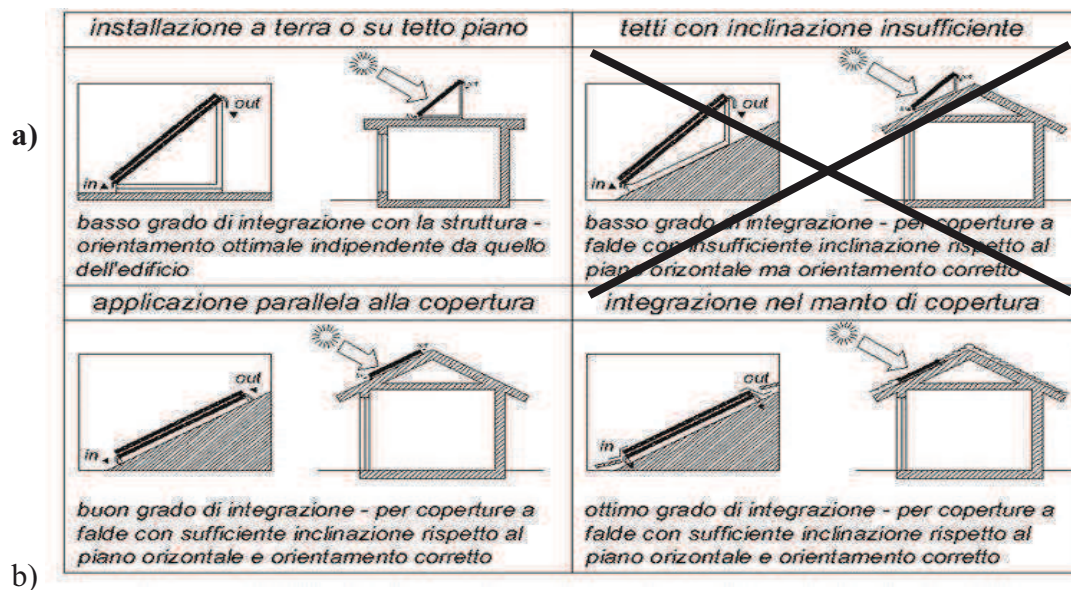 installazione a terra o su tetto piano
tetti con inclinazione insufficiente
a)
out
in
out
in
basso grado di integrazione con la struttura -
orientamento ottimale indipendente da quello
dell'edificio
basso grado di integrazione - per coperture a
falde con insufficiente inclinazione rispetto al
piano orizontale ma orientamento corretto
applicazione parallela alla copertura
integrazione nel manto di copertura
out
in
out
in
buon grado di integrazione - per coperture a
falde con sufficiente inclinazione rispetto al
piano orizontale e orientamento corretto
ottimo grado di integrazione - per coperture a
falde con sufficiente inclinazione rispetto al
piano orizontale e orientamento corretto
b)